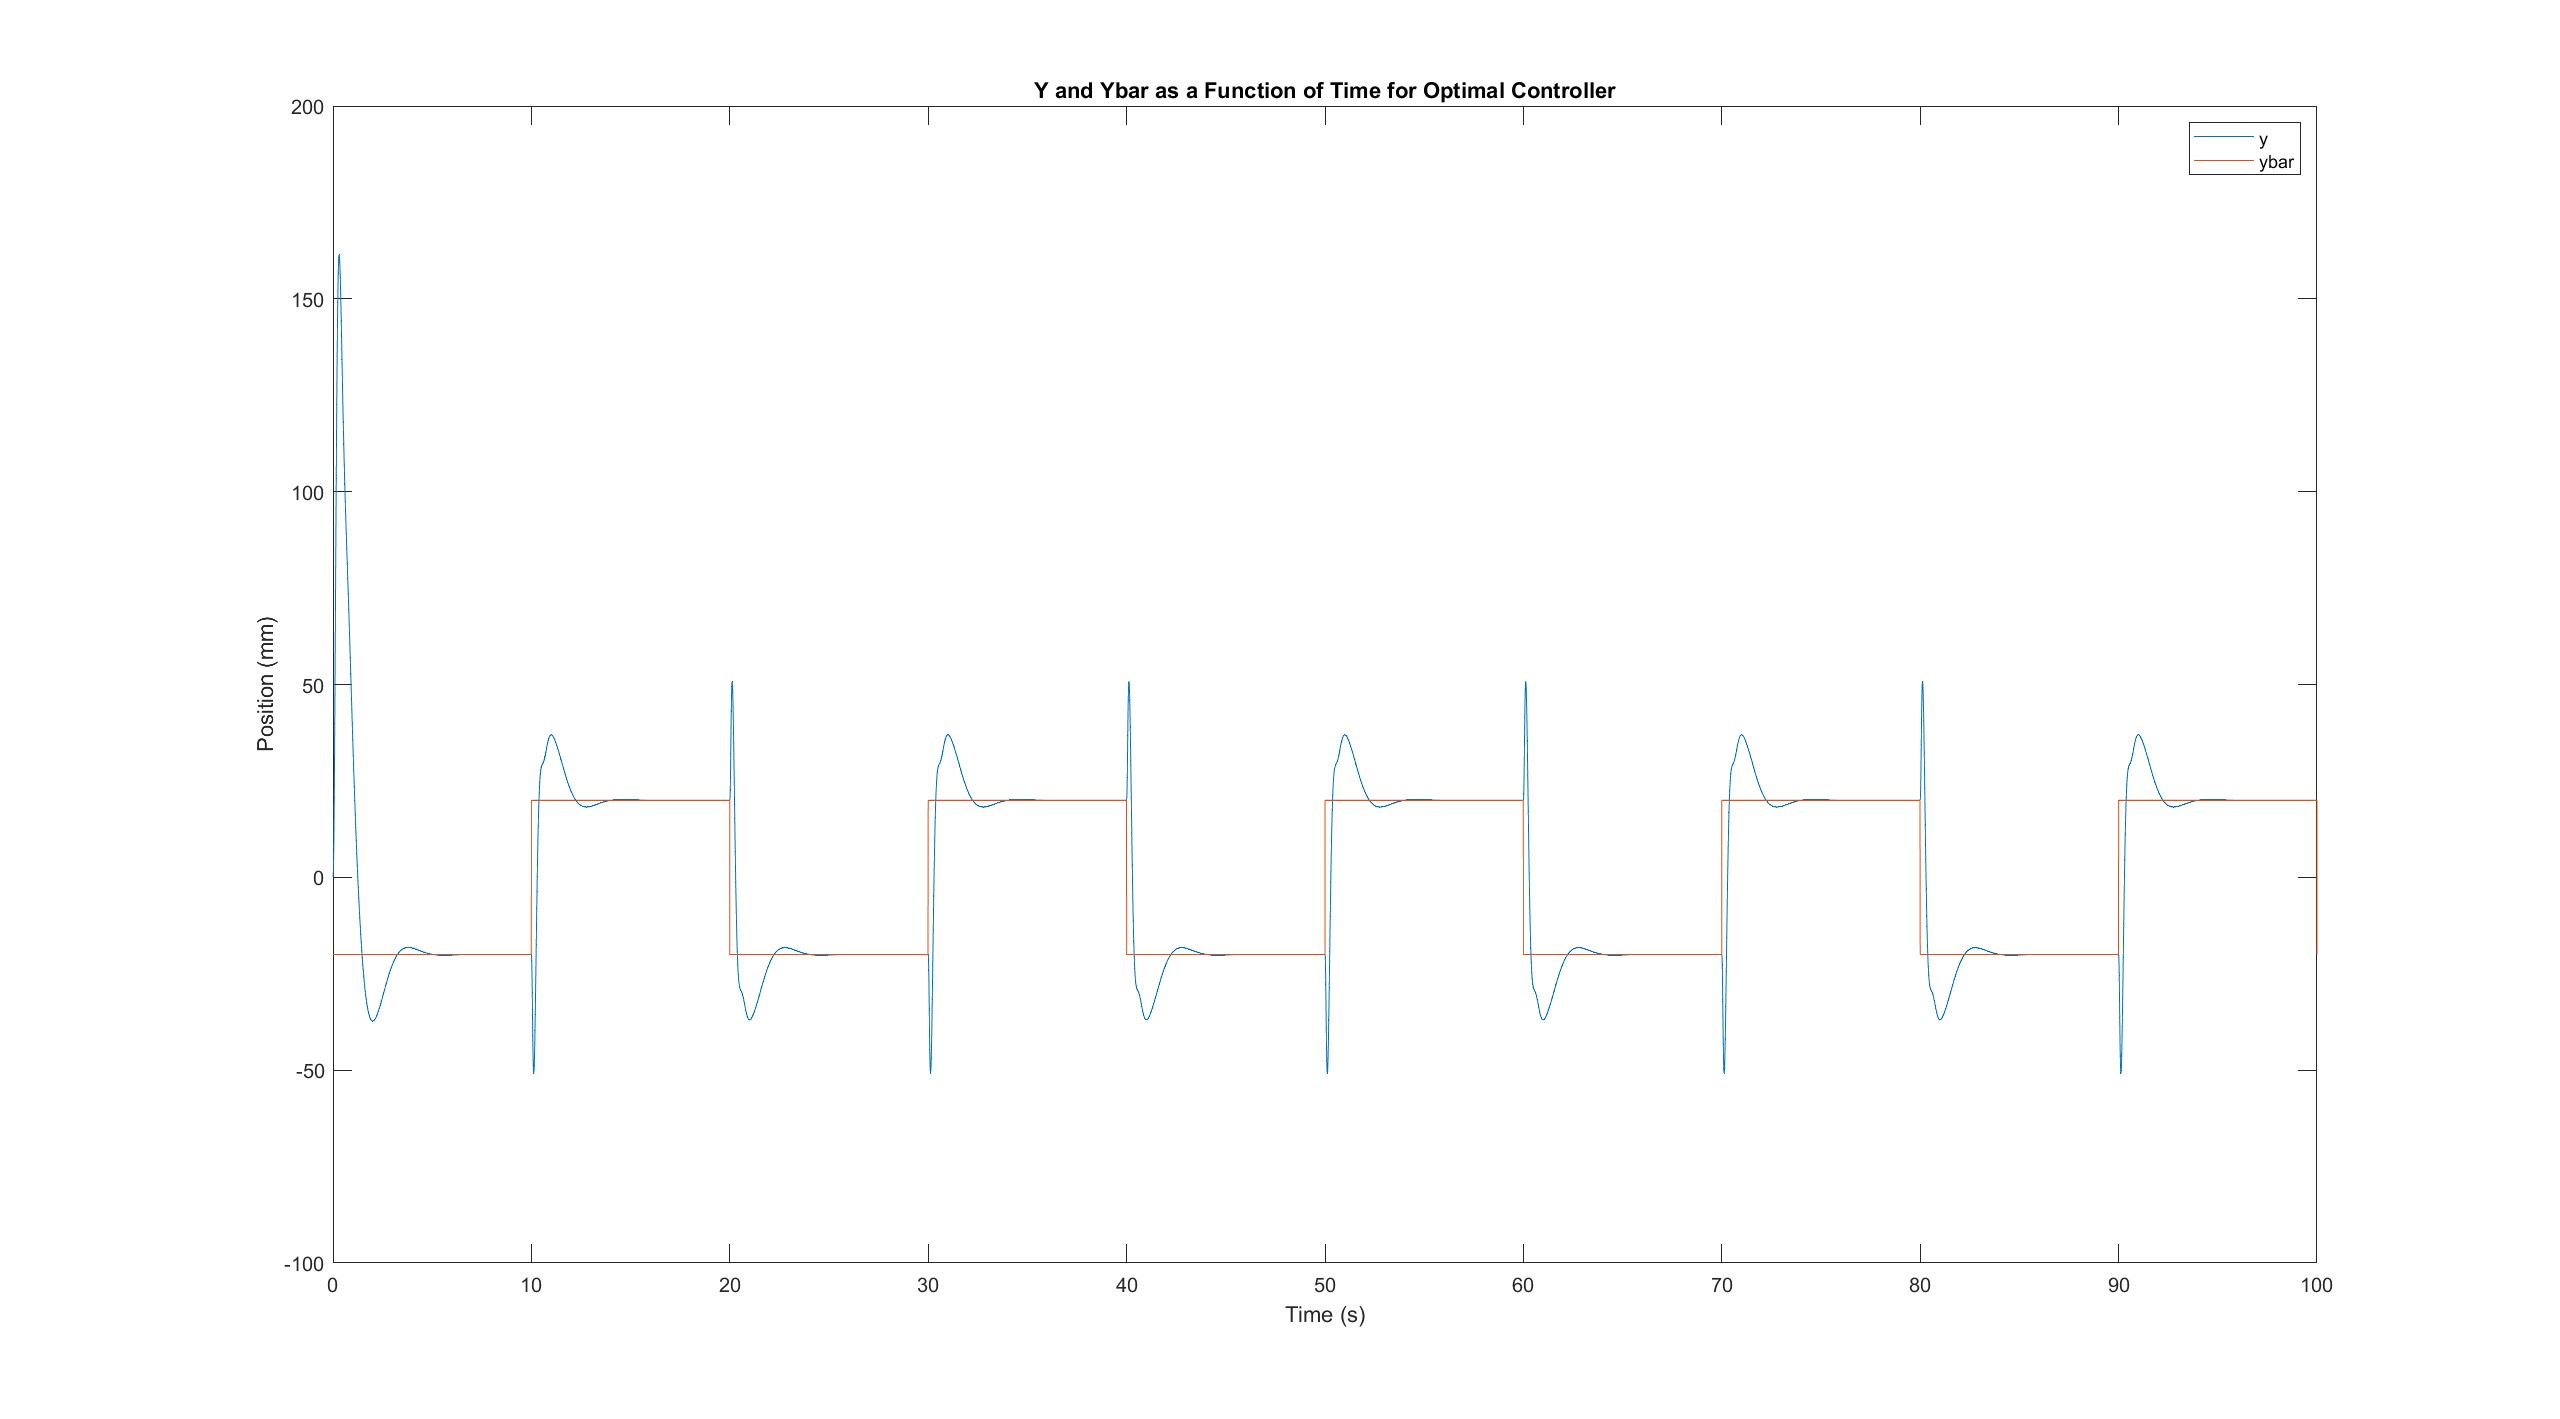 Y and Ybar as a Function of Time for Optimal Controller
200
150
100
50
0
-50
-100
Position (mm)
y
ybar
0 10 20 30 40 50 60 70 80 90 100
Time (s)